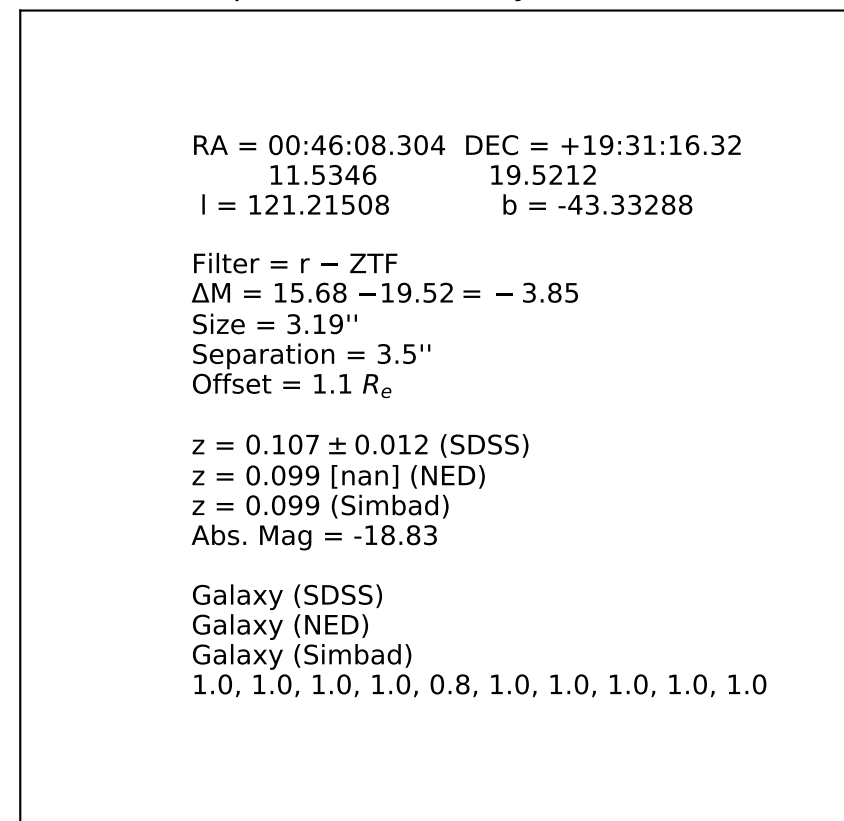 RA = 00:46:08.304 DEC = +19:31:16.32
11.5346 19.5212
l = 121.21508 b = -43.33288
Filter = r − ZTF
ΔM = 15.68 −19.52 = − 3.85
Size = 3.19''
Separation = 3.5''
Offset = 1.1 Re
z = 0.107 ± 0.012 (SDSS)
z = 0.099 [nan] (NED)
z = 0.099 (Simbad)
Abs. Mag = -18.83
Galaxy (SDSS)
Galaxy (NED)
Galaxy (Simbad)
1.0, 1.0, 1.0, 1.0, 0.8, 1.0, 1.0, 1.0, 1.0, 1.0